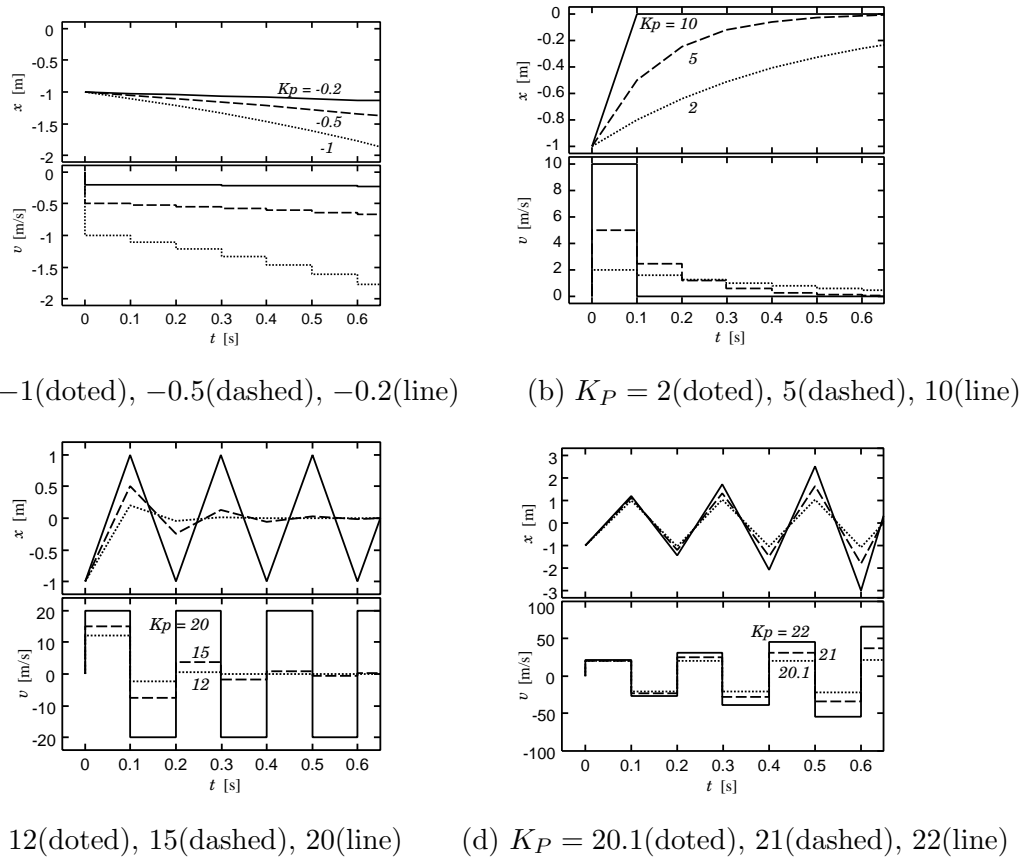 0
-0.5
-1.0
-1.5
-2
x [m]
Kp = -0.2
-0.5
-1
0
-0.5
-1
-1.5
-2
v [m/s]
0 0.1 0.2 0.3 0.4 0.5 0.6
t [s]
−1(doted), −0.5(dashed), −0.2(line)
0
-0.2
-0.4
-0.6
-0.8
-1
x [m]
Kp = 10
5
2
10
8
6
4
2
0
v [m/s]
0 0.1 0.2 0.3 0.4 0.5 0.6
t [s]
(b) K_P = 2(doted), 5(dashed), 10(line)
1
0.5
0
-0.5
-1
x [m]
20
10
0
-10
-20
v [m/s]
Kp = 20
15
12
0 0.1 0.2 0.3 0.4 0.5 0.6
t [s]
12(doted), 15(dashed), 20(line)
3
2
1
0
-1
-2
-3
x [m]
100
50
0
-50
-100
v [m/s]
Kp = 22
21
20.1
0 0.1 0.2 0.3 0.4 0.5 0.6
t [s]
(d) K_P = 20.1(doted), 21(dashed), 22(line)